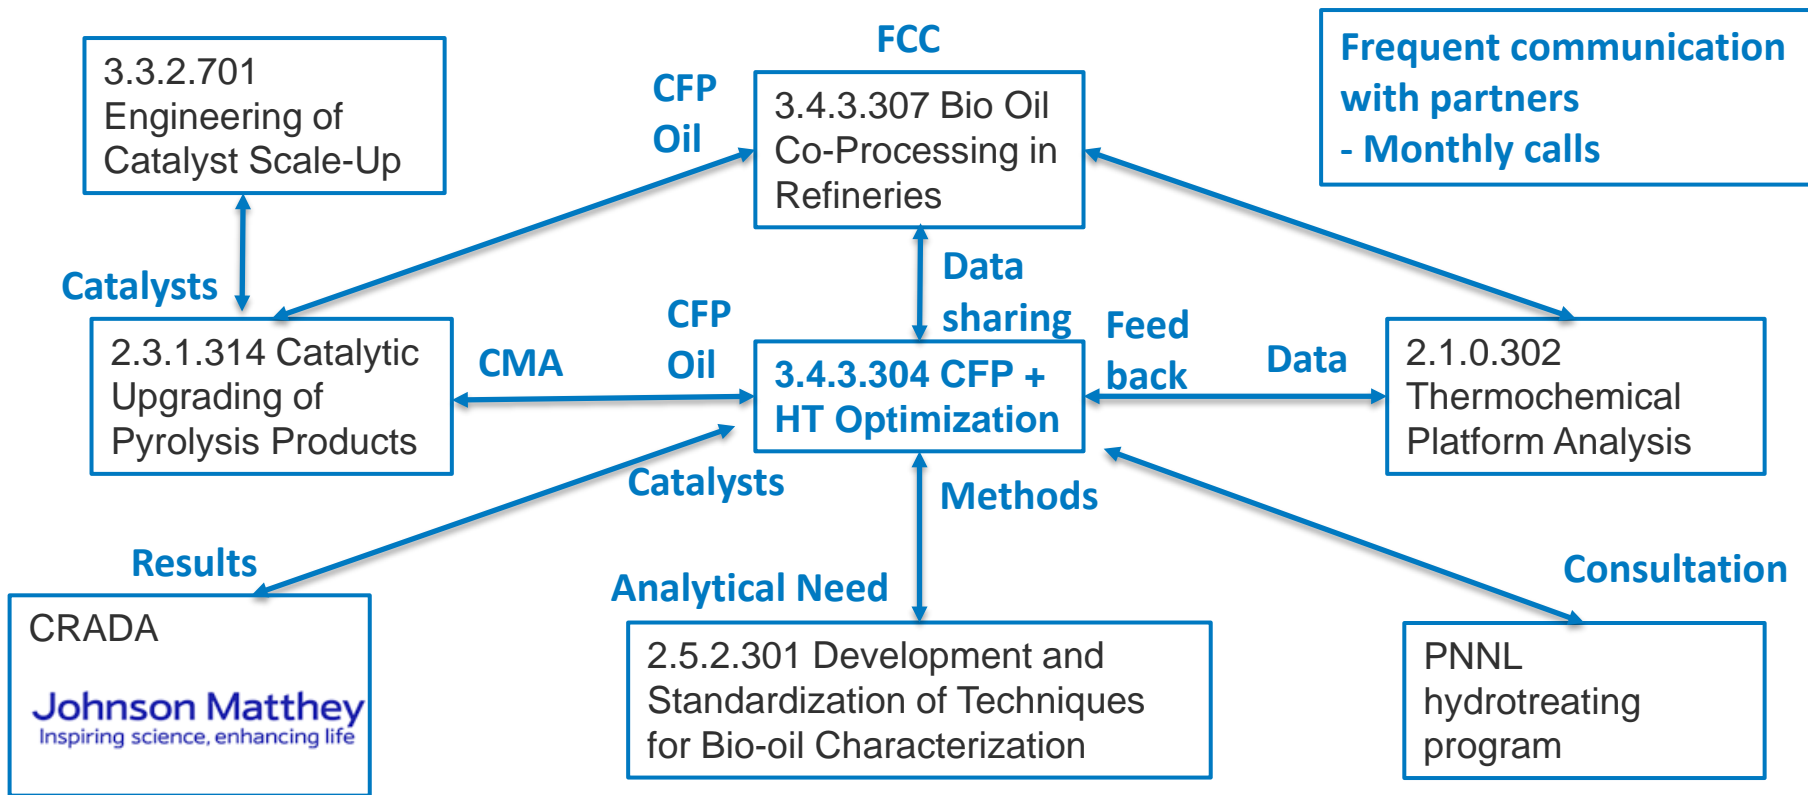 3.3.2.701
Engineering of
Catalyst Scale-Up
FCC
CFP
Oil
3.4.3.307 Bio Oil
Co-Processing in
Refineries
Frequent communication
with partners
- Monthly calls
Catalysts
Data
sharing
2.3.1.314 Catalytic
Upgrading of
Pyrolysis Products
CMA
CFP
Oil
3.4.3.304 CFP +
HT Optimization
Feed
back
Data
2.1.0.302
Thermochemical
Platform Analysis
Catalysts
Methods
Results
Analytical Need
Consultation
CRADA
Johnson Matthey
Inspiring science, enhancing life
2.5.2.301 Development and
Standardization of Techniques
for Bio-oil Characterization
PNNL
hydrotreating
program